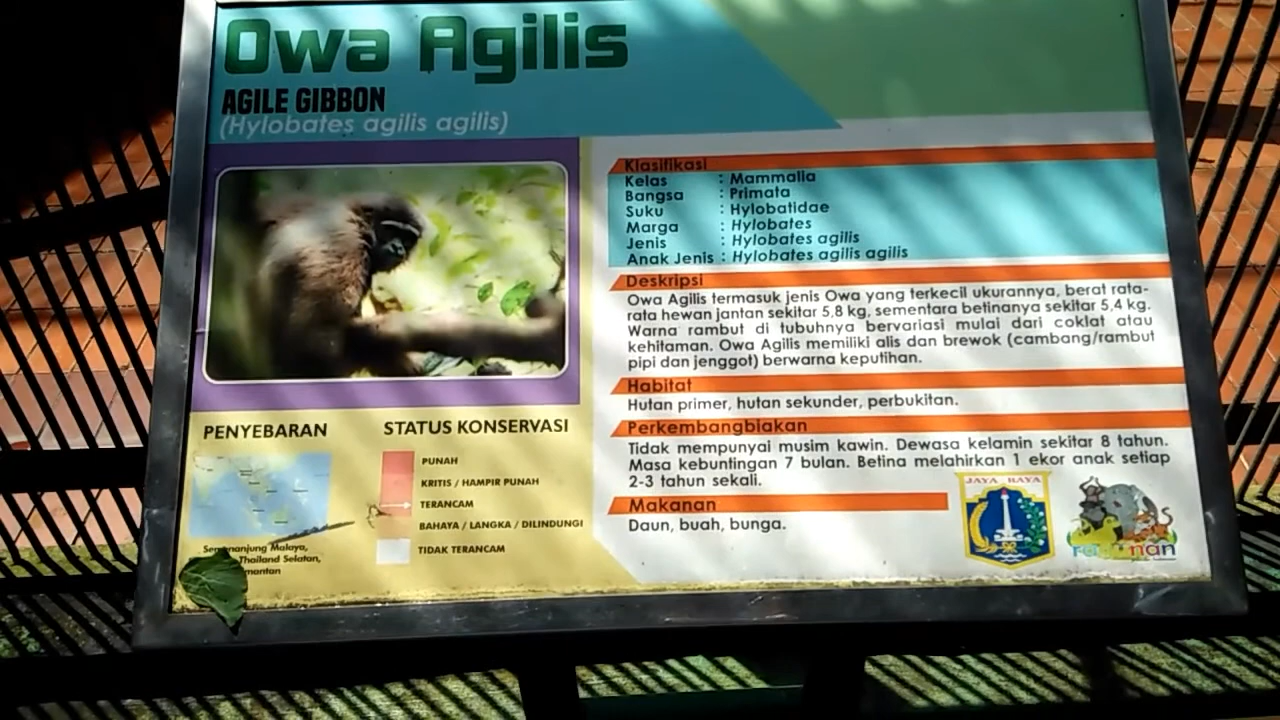 Owa Agilis
AGILE GIBBON
(Hylobates agilis agilis)
Klasifikasi
Kelas : Mammalia
Bangsa : Primata
Suku : Hylobatidae
Marga : Hylobates
Jenis : Hylobates agilis
Anak Jenis : Hylobates agilis agilis
Deskripsi
Owa Agilis termasuk jenis Owa yang terkecil ukurannya, berat rata-
rata hewan jantan sekitar 5,8 kg, sementara betinanya sekitar 5,4 kg.
Warna rambut di tubuhnya bervariasi mulai dari coklat atau
kehitaman. Owa Agilis memiliki alis dan brewok (cambang/rambut
pipi dan jenggot) berwarna keputihan.
Habitat
Hutan primer, hutan sekunder, perbukitan.
Perkembangbiakan
Tidak mempunyai musim kawin. Dewasa kelamin sekitar 8 tahun.
Masa kebuntingan 7 bulan. Betina melahirkan 1 ekor anak setiap
2-3 tahun sekali.
Makanan
Daun, buah, bunga.
PENYEBARAN
Malaya,
Thailand Selatan,
STATUS KONSERVASI
PUNAH
KRITIS / HAMPIR PUNAH
TERANCAM
BAHAYA / LANGKA / DILINDUNGI
TIDAK TERANCAM
JAYA RAYA